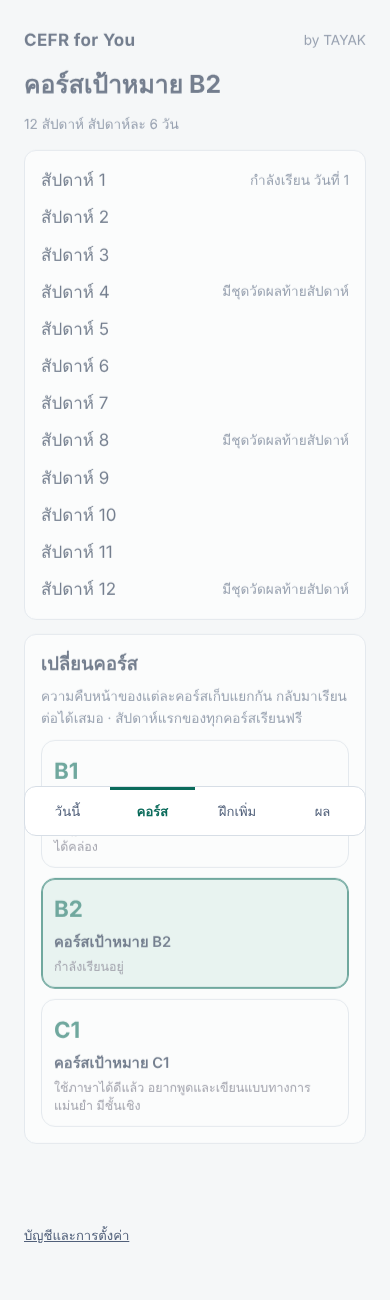 CEFR for You
by TAYAK
คอร์สเป้าหมาย B2
12 สัปดาห์ สัปดาห์ละ 6 วัน
สัปดาห์ 1 กำลังเรียน วันที่ 1
สัปดาห์ 2
สัปดาห์ 3
สัปดาห์ 4 มีชุดวัดผลท้ายสัปดาห์
สัปดาห์ 5
สัปดาห์ 6
สัปดาห์ 7
สัปดาห์ 8 มีชุดวัดผลท้ายสัปดาห์
สัปดาห์ 9
สัปดาห์ 10
สัปดาห์ 11
สัปดาห์ 12 มีชุดวัดผลท้ายสัปดาห์
เปลี่ยนคอร์ส
ความคืบหน้าของแต่ละคอร์สเก็บแยกกัน กลับมาเรียน
ต่อได้เสมอ · สัปดาห์แรกของทุกคอร์สเรียนฟรี
B1
วันนี้ คอร์ส ฝึกเพิ่ม ผล
ได้คล่อง
B2
คอร์สเป้าหมาย B2
กำลังเรียนอยู่
C1
คอร์สเป้าหมาย C1
ใช้ภาษาได้ดีแล้ว อยากพูดและเขียนแบบทางการ
แม่นยำ มีชั้นเชิง
บัญชีและการตั้งค่า